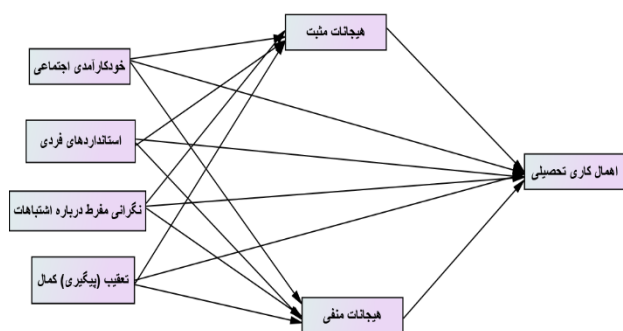 هیجانات مثبت
خودکارآمدی اجتماعی
استانداردهای فردی
اهمال کاری تحصیلی
نگرانی مفرط درباره اشتباهات
تعقیب (پیگیری) کمال
هیجانات منفی